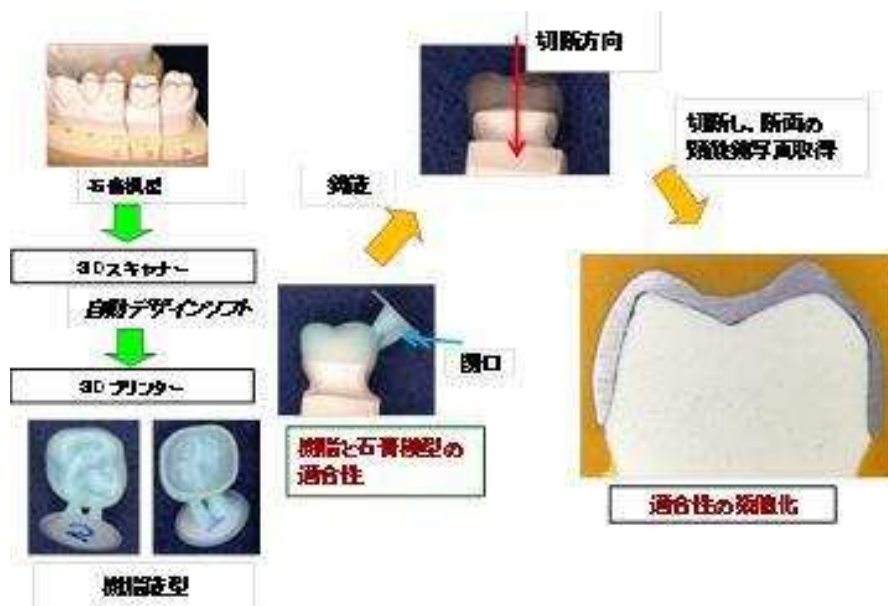 石膏模型
3Dスキャナー
自動デザインソフト
3Dプリンター
2
樹脂造型
樹脂と石膏模型の
適合性
湯口
鋳造
切断方向
切断し、断面の
顕微鏡写真取得
適合性の数値化